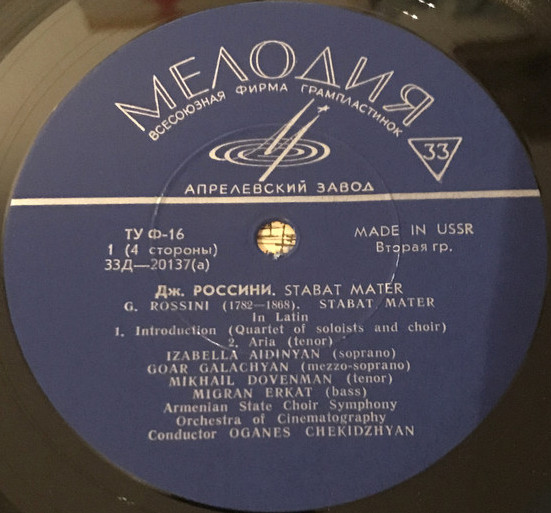 МЕЛОДИЯ
ВСЕСОЮЗНАЯ ФИРМА ГРАМПЛАСТИНОК
33
АПРЕЛЕВСКИЙ ЗАВОД
ТУ Ф-16
1 (4 стороны)
33Д—20137(а)
MADE IN USSR
Вторая гр.
Дж. РОССИНИ. STABAT MATER
G. ROSSINI (1782—1868). STABAT MATER
In Latin
1. Introduction (Quartet of soloists and choir)
2. Aria (tenor)
IZABELLA AIDINYAN (soprano)
GOAR GALACHYAN (mezzo-soprano)
MIKHAIL DOVENMAN (tenor)
MIGRAN ERKAT (bass)
Armenian State Choir Symphony
Orchestra of Cinematography
Conductor OGANES CHEKIDZHYAN